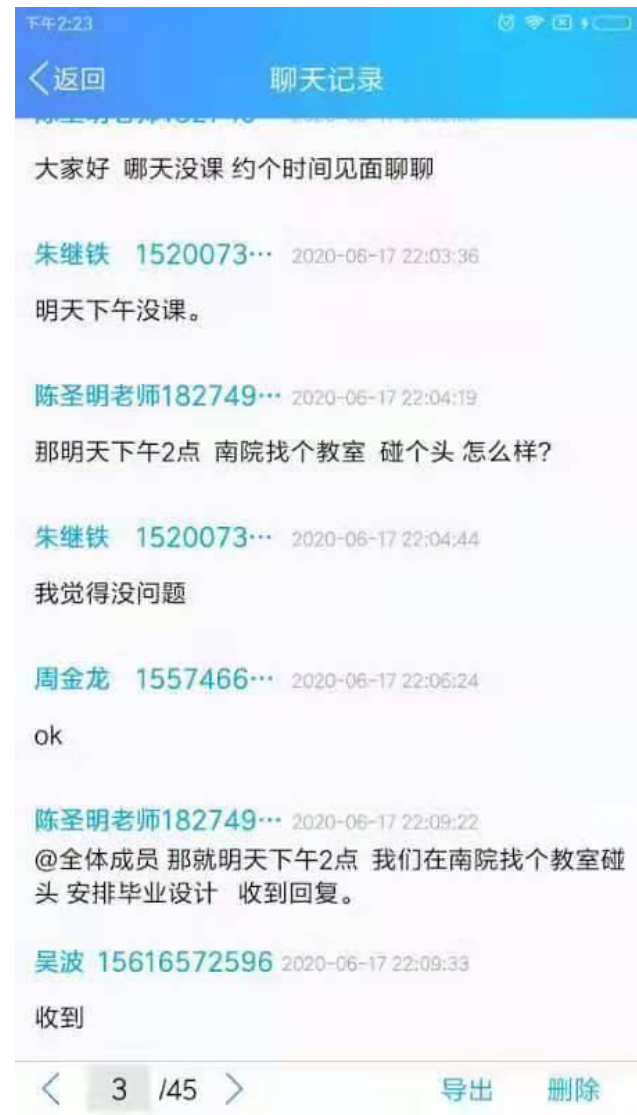 下午2:23
返回
聊天记录
大家好 哪天没课 约个时间见面聊聊
朱继铁 1520073… 2020-06-17 22:03:36
明天下午没课。
陈圣明老师182749… 2020-06-17 22:04:19
那明天下午2点 南院找个教室 碰个头 怎么样?
朱继铁 1520073… 2020-06-17 22:04:44
我觉得没问题
周金龙 1557466… 2020-06-17 22:06:24
ok
陈圣明老师182749… 2020-06-17 22:09:22
@全体成员 那就明天下午2点 我们在南院找个教室碰
头 安排毕业设计 收到回复。
吴波 15616572596 2020-06-17 22:09:33
收到
3 /45
导出 删除